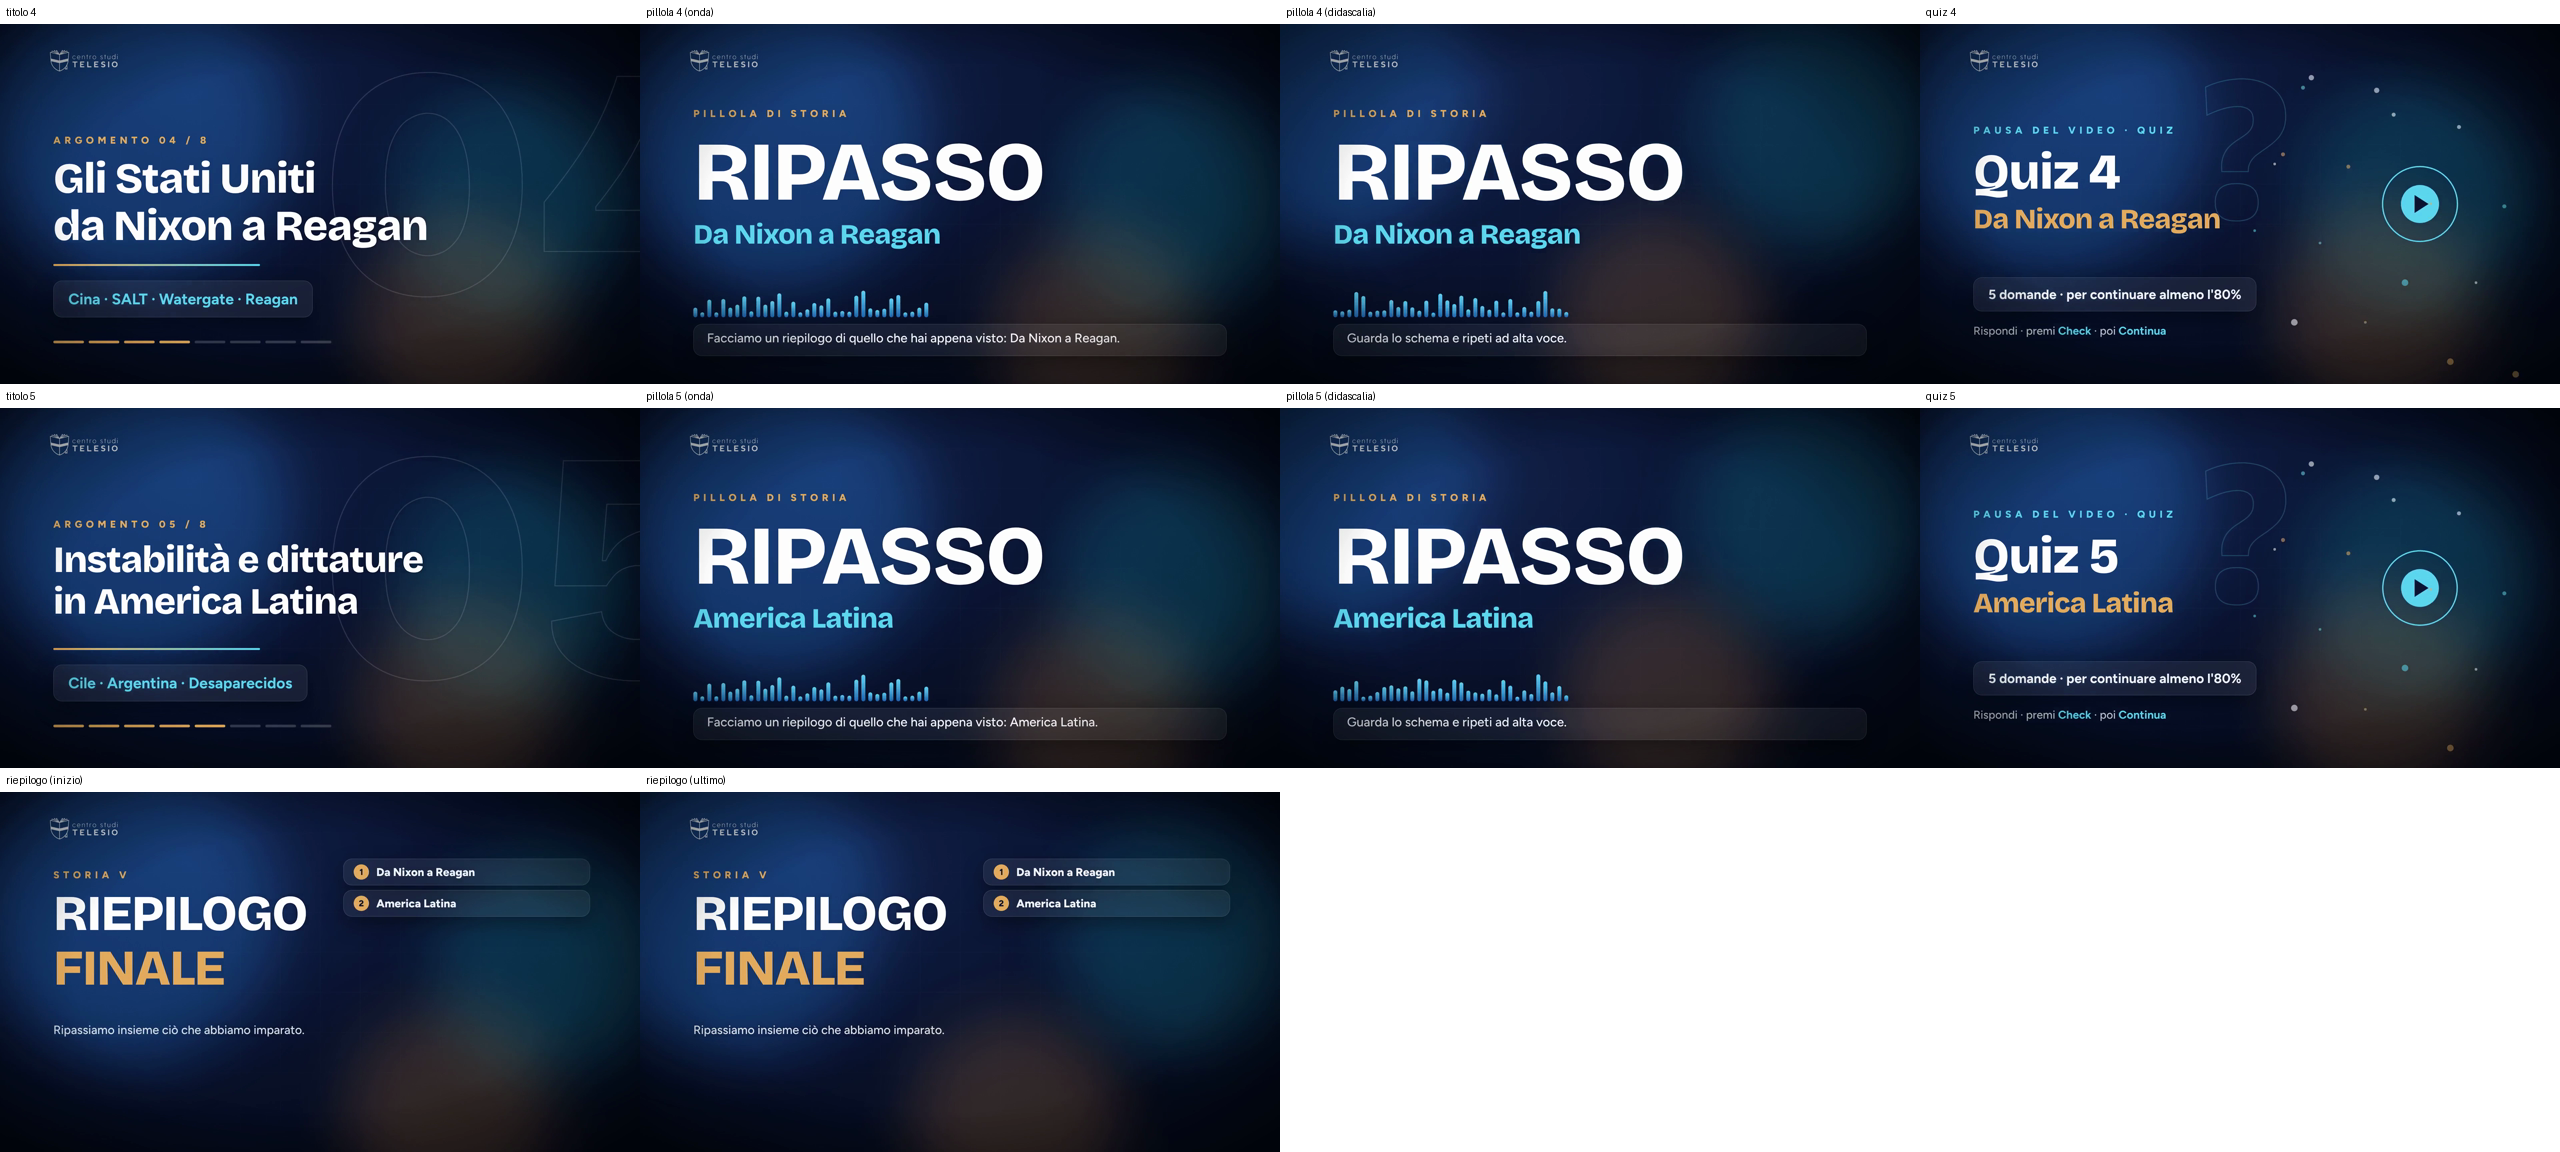 titolo 4
centro studi
TELESIO
04
ARGOMENTO 04 / 8
Gli Stati Uniti
da Nixon a Reagan
Cina · SALT · Watergate · Reagan
pillola 4 (onda)
centro studi
TELESIO
PILLOLA DI STORIA
RIPASSO
Da Nixon a Reagan
Facciamo un riepilogo di quello che hai appena visto: Da Nixon a Reagan.
pillola 4 (didascalia)
centro studi
TELESIO
PILLOLA DI STORIA
RIPASSO
Da Nixon a Reagan
Guarda lo schema e ripeti ad alta voce.
quiz 4
centro studi
TELESIO
?
PAUSA DEL VIDEO · QUIZ
Quiz 4
Da Nixon a Reagan
5 domande · per continuare almeno l'80%
Rispondi · premi Check · poi Continua
titolo 5
centro studi
TELESIO
05
ARGOMENTO 05 / 8
Instabilità e dittature
in America Latina
Cile · Argentina · Desaparecidos
pillola 5 (onda)
centro studi
TELESIO
PILLOLA DI STORIA
RIPASSO
America Latina
Facciamo un riepilogo di quello che hai appena visto: America Latina.
pillola 5 (didascalia)
centro studi
TELESIO
PILLOLA DI STORIA
RIPASSO
America Latina
Guarda lo schema e ripeti ad alta voce.
quiz 5
centro studi
TELESIO
?
PAUSA DEL VIDEO · QUIZ
Quiz 5
America Latina
5 domande · per continuare almeno l'80%
Rispondi · premi Check · poi Continua
riepilogo (inizio)
centro studi
TELESIO
STORIA V
RIEPILOGO
FINALE
Ripassiamo insieme ciò che abbiamo imparato.
1 Da Nixon a Reagan
2 America Latina
riepilogo (ultimo)
centro studi
TELESIO
STORIA V
RIEPILOGO
FINALE
Ripassiamo insieme ciò che abbiamo imparato.
1 Da Nixon a Reagan
2 America Latina